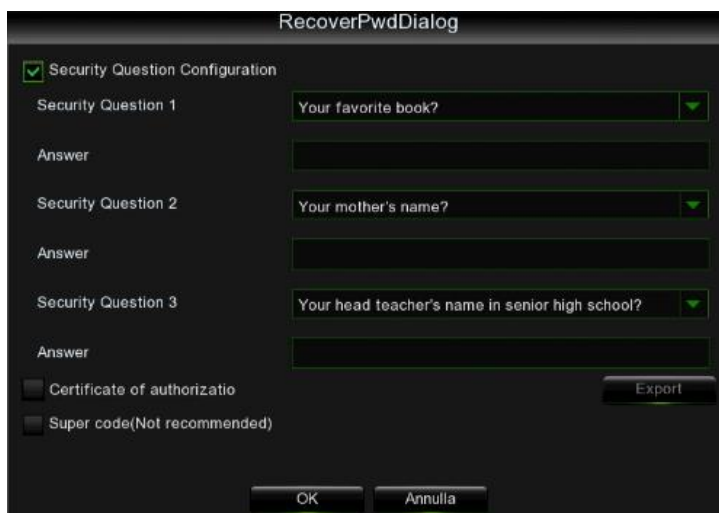 RecoverPwdDialog
Security Question Configuration
Security Question 1 Your favorite book?
Answer
Security Question 2 Your mother's name?
Answer
Security Question 3 Your head teacher's name in senior high school?
Answer
Certificate of authorizatio Export
Super code(Not recommended)
OK Annulla